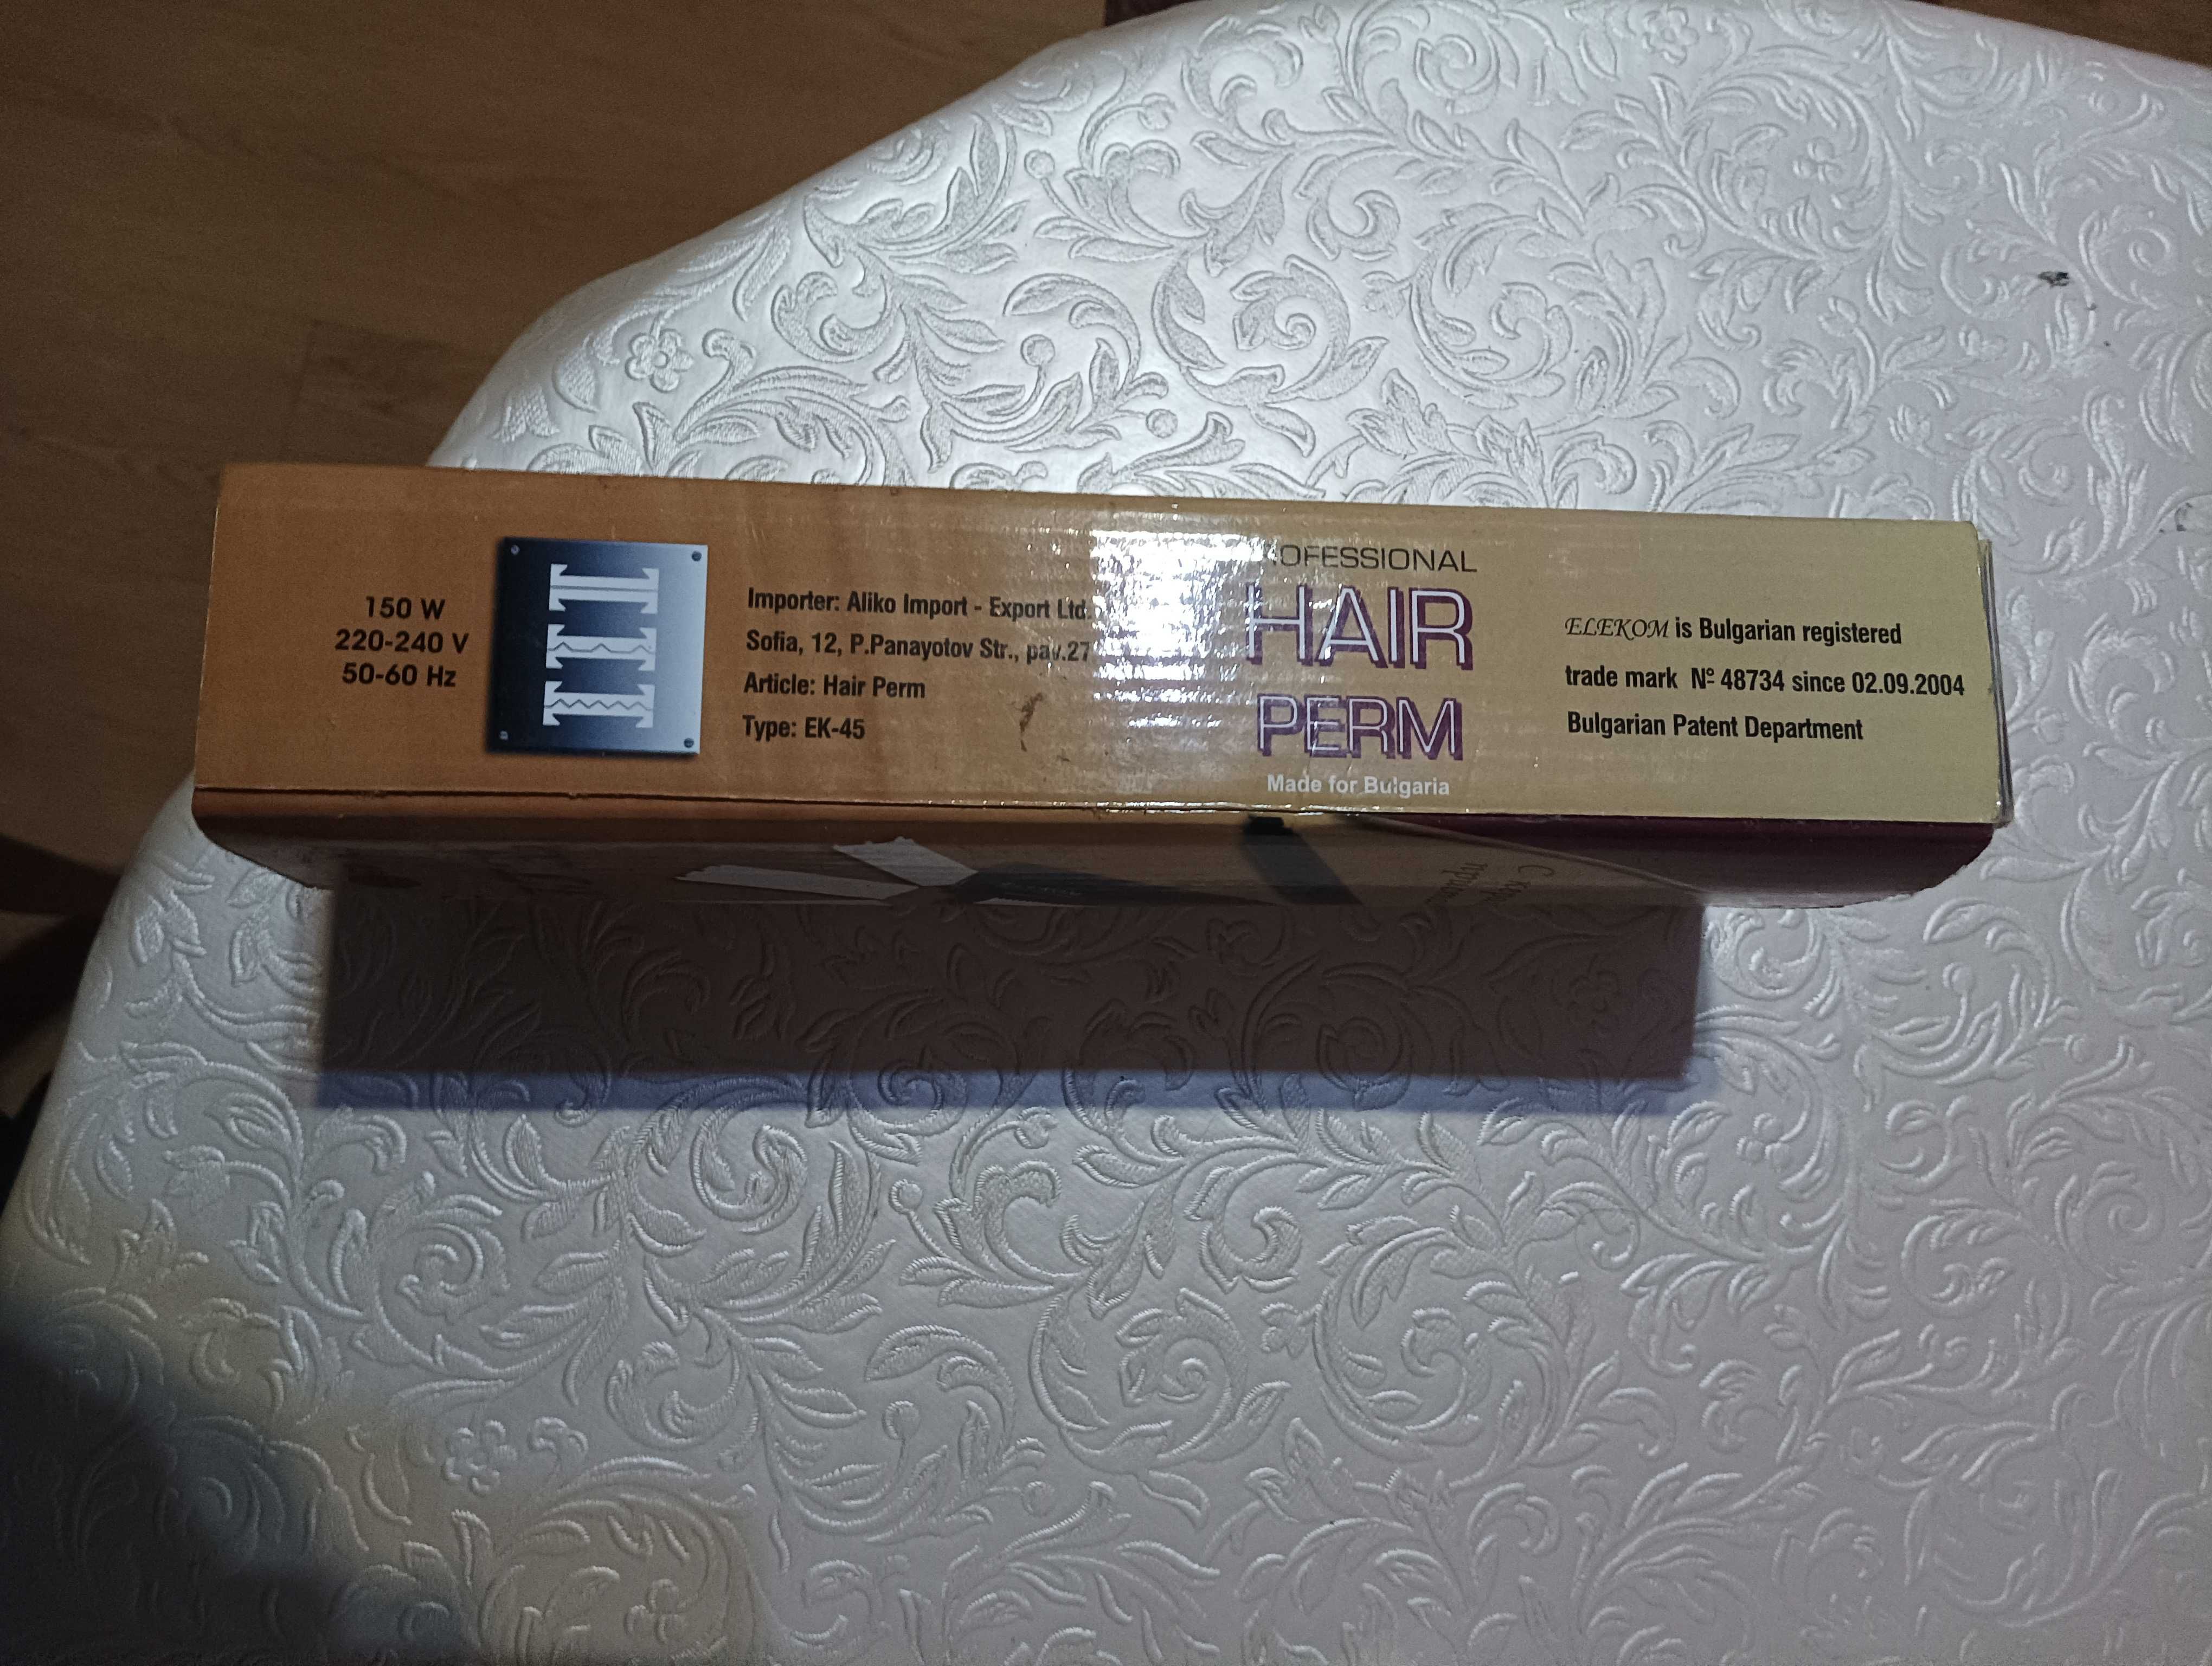 150 W
220-240 V
50-60 Hz
Importer: Aliko Import - Export Ltd.
Sofia, 12, P.Panayotov Str., pav.27
Article: Hair Perm
Type: EK-45
PROFESSIONAL
HAIR
PERM
Made for Bulgaria
ELEKOM is Bulgarian registered
trade mark Nº 48734 since 02.09.2004
Bulgarian Patent Department